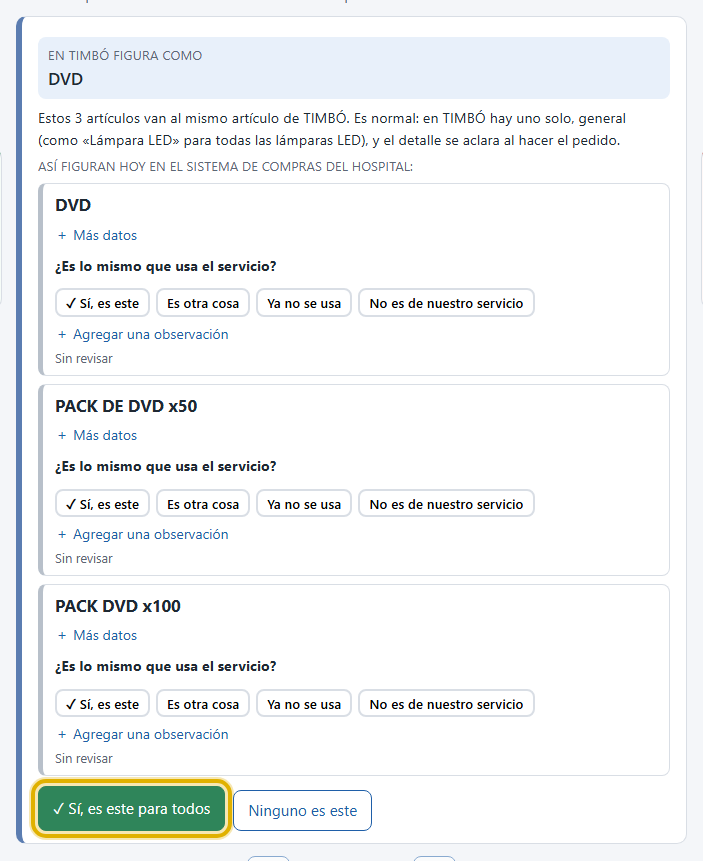 EN TIMBÓ FIGURA COMO
DVD
Estos 3 artículos van al mismo artículo de TIMBÓ. Es normal: en TIMBÓ hay uno solo, general
(como «Lámpara LED» para todas las lámparas LED), y el detalle se aclara al hacer el pedido.
ASÍ FIGURAN HOY EN EL SISTEMA DE COMPRAS DEL HOSPITAL:
DVD
+ Más datos
¿Es lo mismo que usa el servicio?
✓ Sí, es este Es otra cosa Ya no se usa No es de nuestro servicio
+ Agregar una observación
Sin revisar
PACK DE DVD x50
+ Más datos
¿Es lo mismo que usa el servicio?
✓ Sí, es este Es otra cosa Ya no se usa No es de nuestro servicio
+ Agregar una observación
Sin revisar
PACK DVD x100
+ Más datos
¿Es lo mismo que usa el servicio?
✓ Sí, es este Es otra cosa Ya no se usa No es de nuestro servicio
+ Agregar una observación
Sin revisar
✓ Sí, es este para todos Ninguno es este